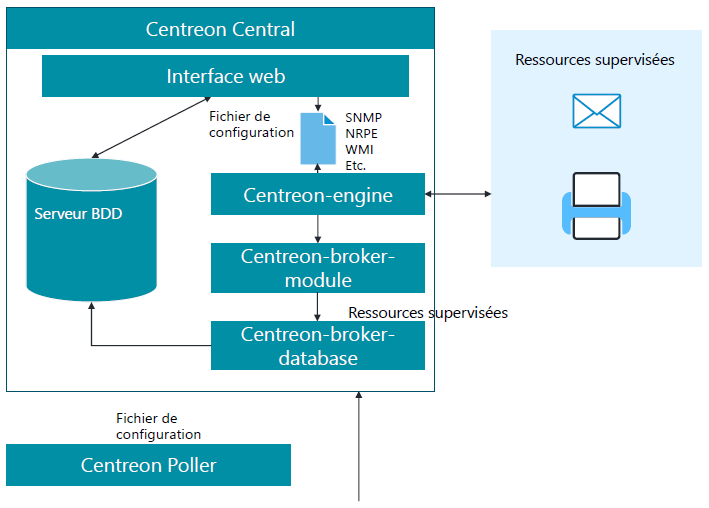 Centreon Central
Interface web
Ressources supervisées
Fichier de
configuration
SNMP
NRPE
WMI
Etc.
Serveur BDD
Centreon-engine
Centreon-broker-
module
Ressources supervisées
Centreon-broker-
database
Fichier de
configuration
Centreon Poller